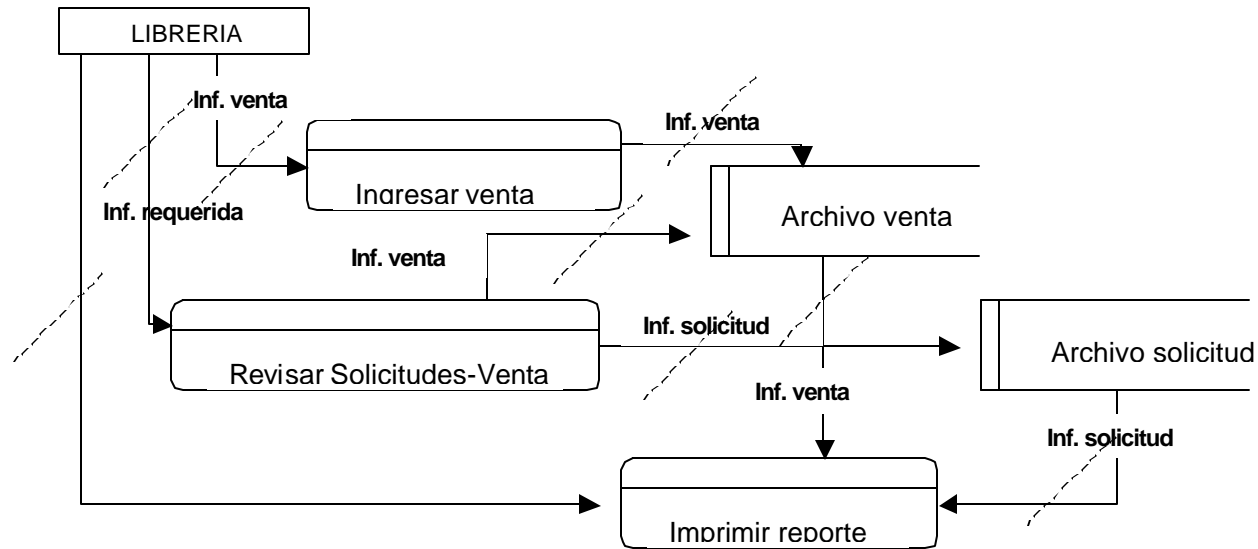 LIBRERIA
Inf. venta
Inf. venta
Ingresar venta
Inf. requerida
Archivo venta
Inf. venta
Inf. solicitud
Revisar Solicitudes-Venta
Archivo solicitud
Inf. venta
Inf. solicitud
Imprimir reporte